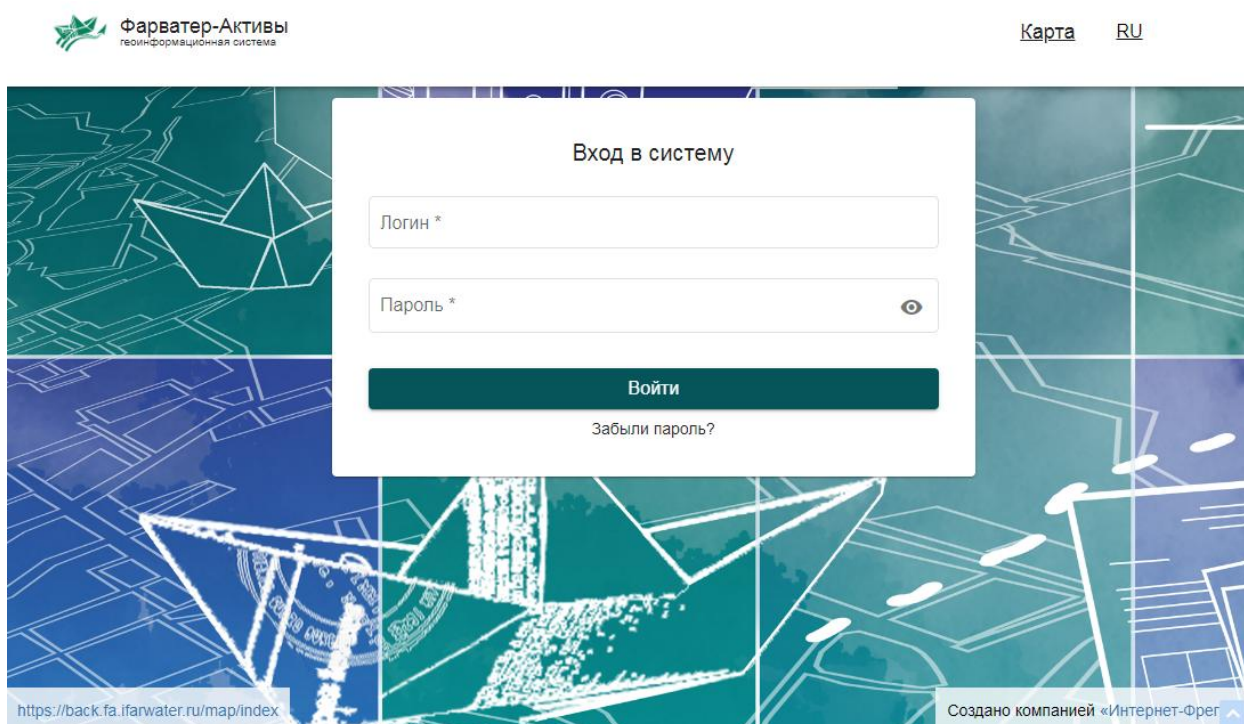 Фарватер-Активы
геоинформационная система
Карта RU
Вход в систему
Логин *
Пароль *
Войти
Забыли пароль?
https://back.fa.ifarwater.ru/map/index
Создано компанией «Интернет-Фрег